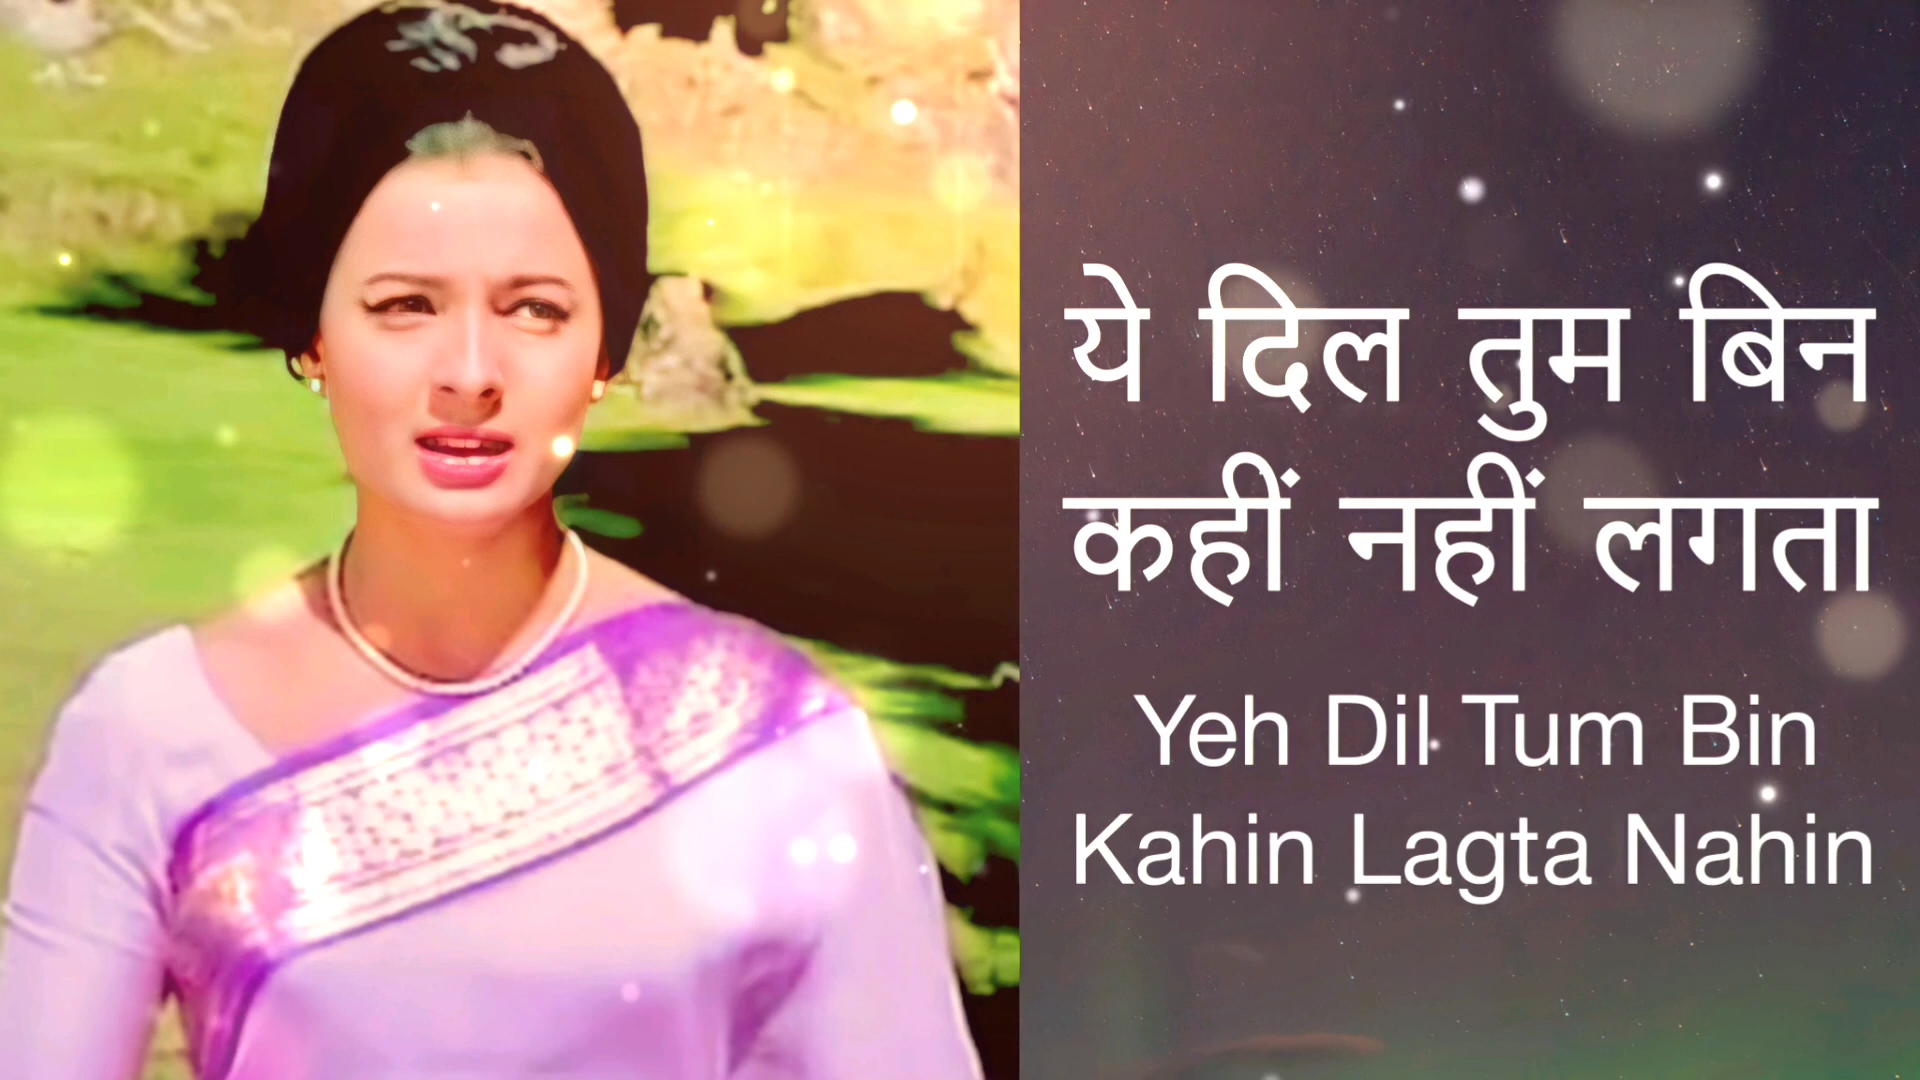 ये दिल तुम बिन
कहीं नहीं लगता
Yeh Dil Tum Bin
Kahin Lagta Nahin